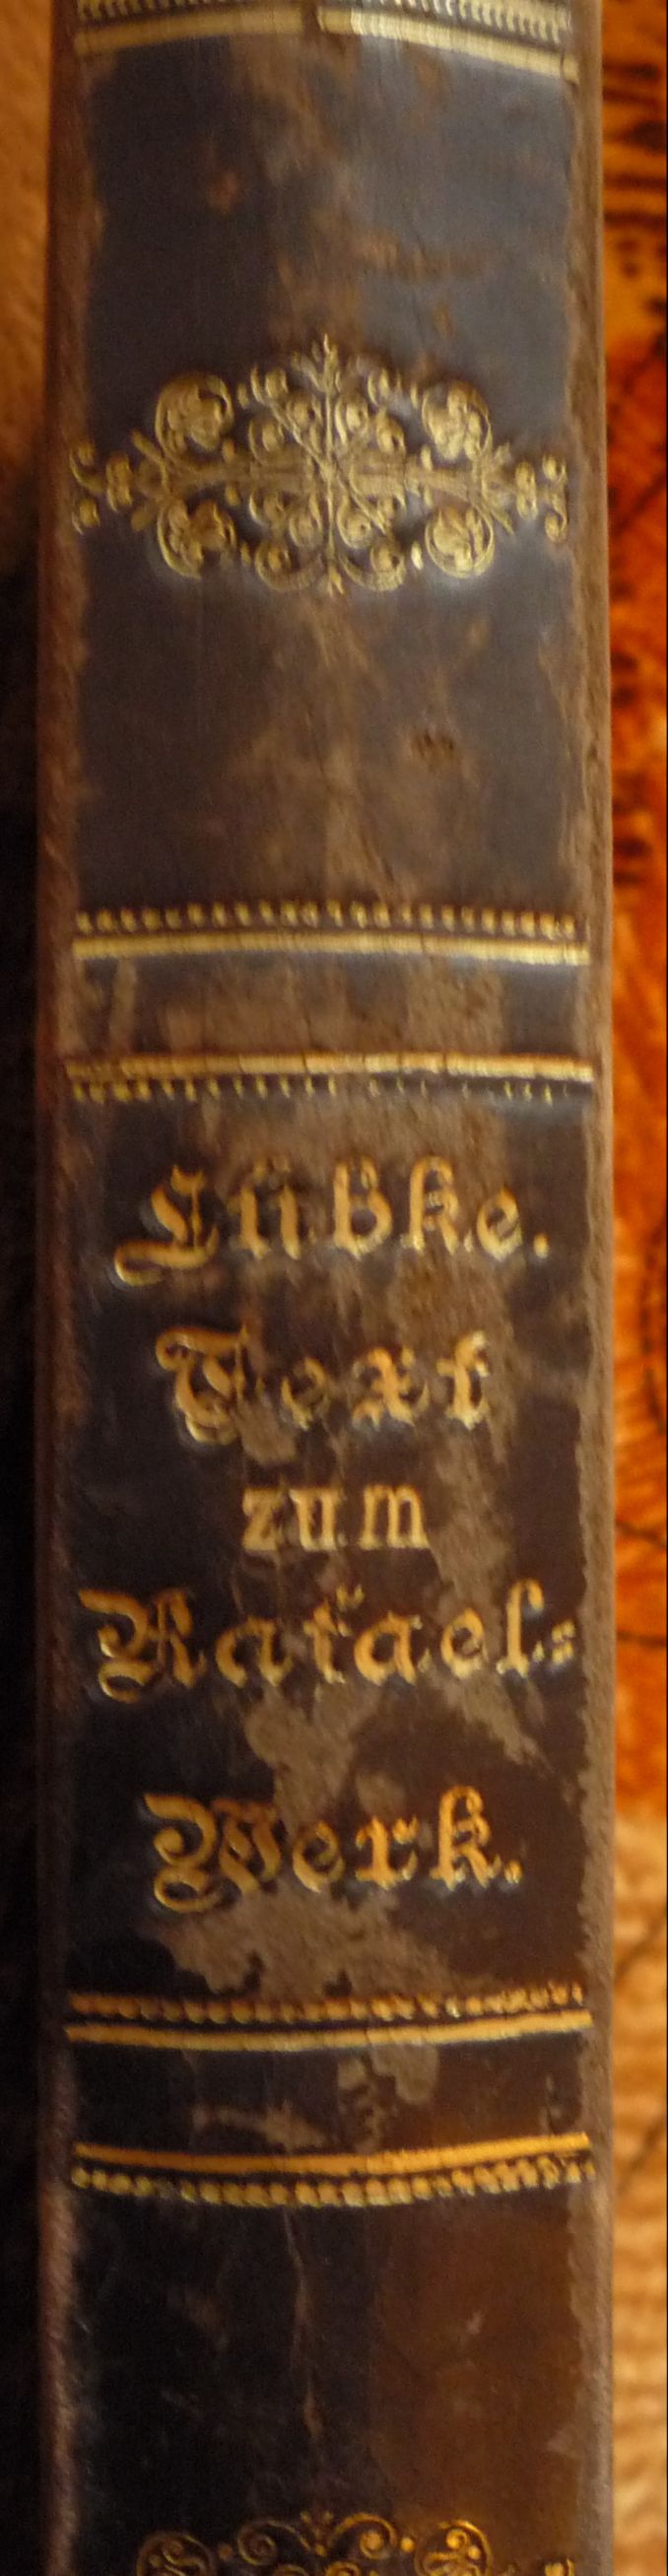 Lübke.
Text
zum
Rafael=
Werk.